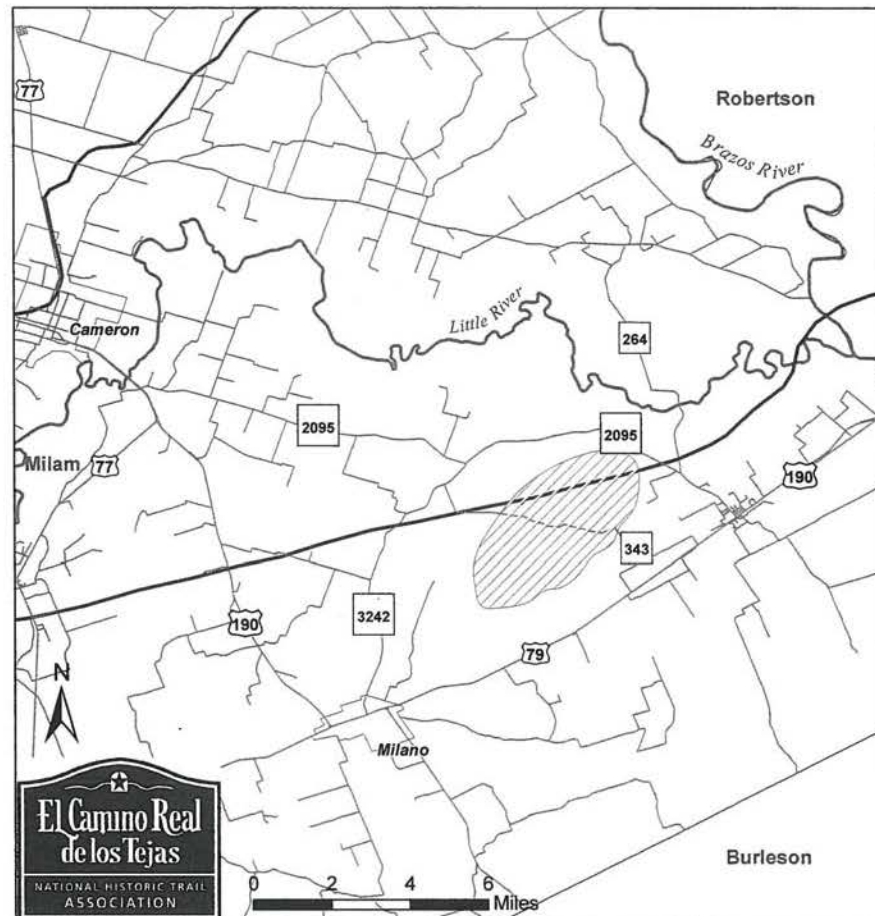 77
Robertson
Brazos River
Cameron
Little River
264
2095
2095
Milam
77
190
343
3242
190
79
N
Milano
El Camino Real
de los Tejas
NATIONAL HISTORIC TRAIL
ASSOCIATION
0 2 4 6
Miles
Burleson